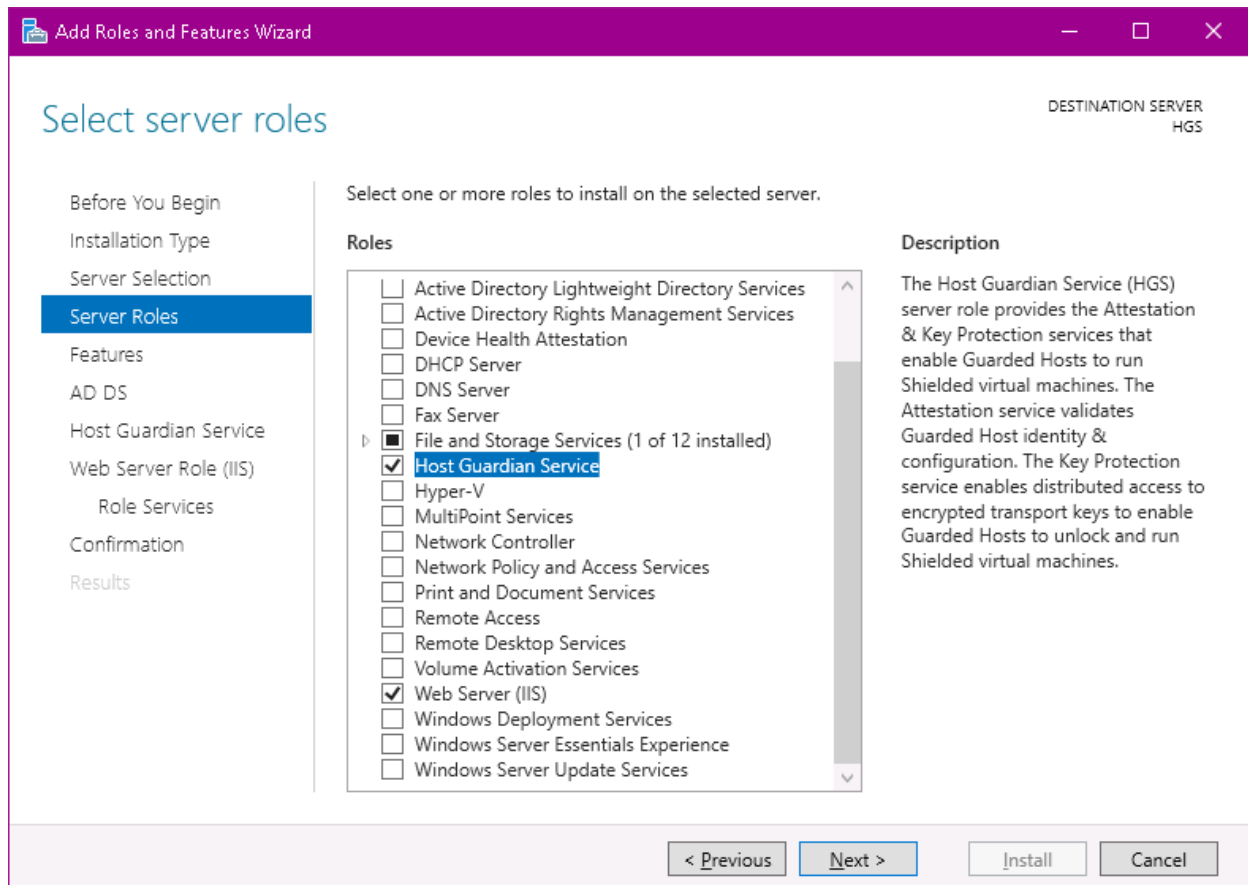 Add Roles and Features Wizard
Select server roles
DESTINATION SERVER
HGS
Before You Begin
Installation Type
Server Selection
Server Roles
Features
AD DS
Host Guardian Service
Web Server Role (IIS)
Role Services
Confirmation
Results
Select one or more roles to install on the selected server.
Roles
Active Directory Lightweight Directory Services
Active Directory Rights Management Services
Device Health Attestation
DHCP Server
DNS Server
Fax Server
File and Storage Services (1 of 12 installed)
Host Guardian Service
Hyper-V
MultiPoint Services
Network Controller
Network Policy and Access Services
Print and Document Services
Remote Access
Remote Desktop Services
Volume Activation Services
Web Server (IIS)
Windows Deployment Services
Windows Server Essentials Experience
Windows Server Update Services
Description
The Host Guardian Service (HGS)
server role provides the Attestation
& Key Protection services that
enable Guarded Hosts to run
Shielded virtual machines. The
Attestation service validates
Guarded Host identity &
configuration. The Key Protection
service enables distributed access to
encrypted transport keys to enable
Guarded Hosts to unlock and run
Shielded virtual machines.
< Previous
Next >
Install
Cancel